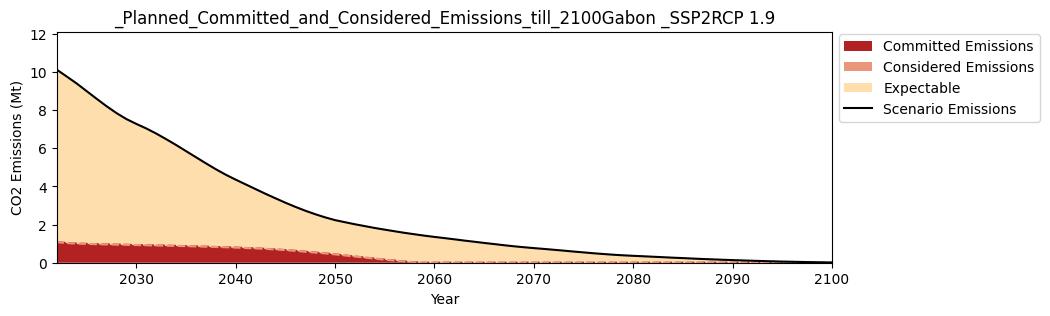 _Planned_Committed_and_Considered_Emissions_till_2100Gabon _SSP2RCP 1.9
12
10
8
6
4
2
0
CO2 Emissions (Mt)
2030 2040 2050 2060 2070 2080 2090 2100
Year
Committed Emissions
Considered Emissions
Expectable
Scenario Emissions